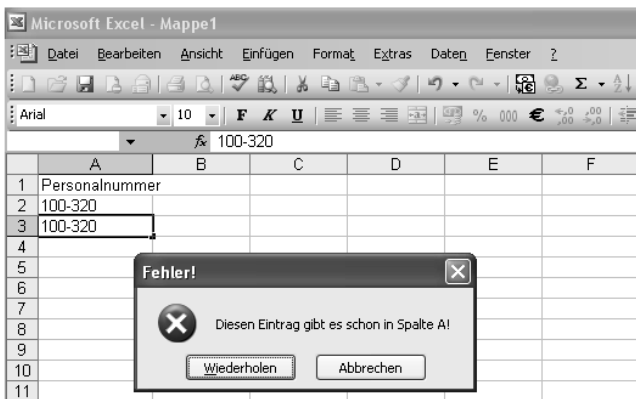 Microsoft Excel - Mappe1
Datei Bearbeiten Ansicht Einfügen Format Extras Daten Fenster ?
ABC Σ
Arial 10 F K U % 000 €
fx 100-320
A B C D E F
1 Personalnummer
2 100-320
3 100-320
4
5
6
7
8
9
10
11
Fehler!
Diesen Eintrag gibt es schon in Spalte A!
Wiederholen Abbrechen